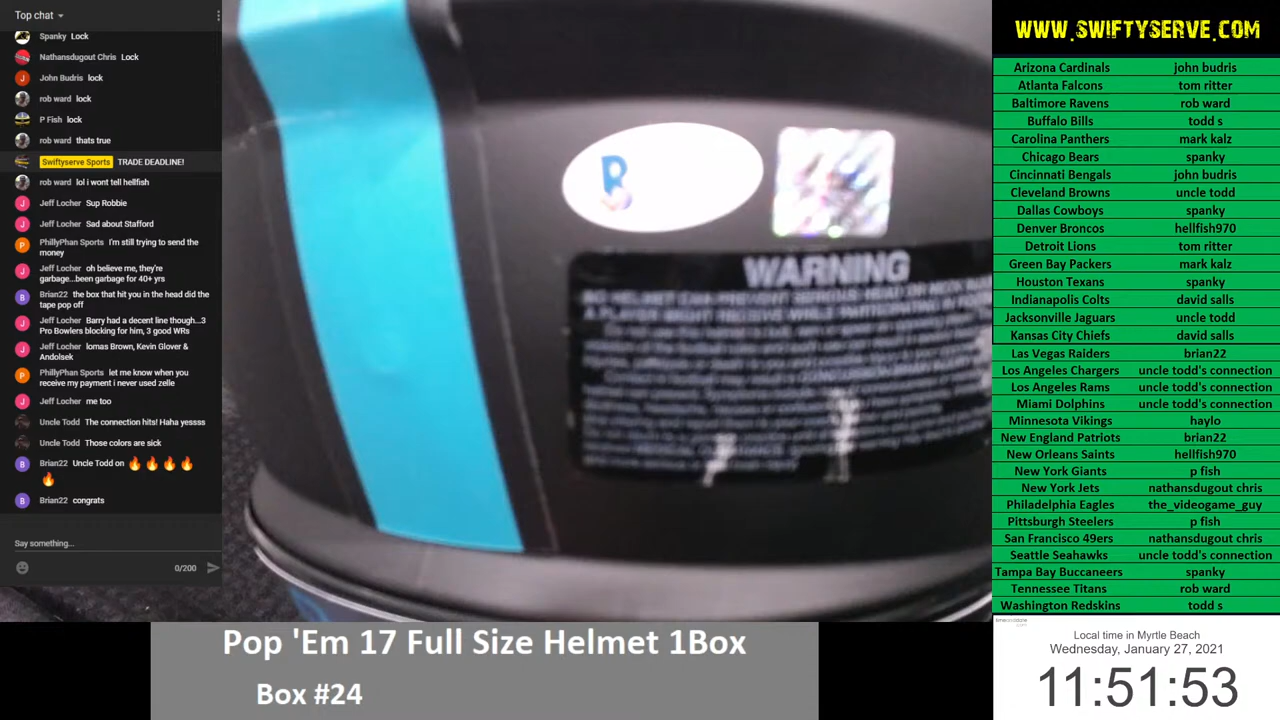 Top chat
Spanky Lock
Nathansdugout Chris Lock
John Budris lock
rob ward lock
P Fish lock
rob ward thats true
Swiftyserve Sports TRADE DEADLINE!
rob ward lol i wont tell hellfish
Jeff Locher Sup Robbie
Jeff Locher Sad about Stafford
PhillyPhan Sports I'm still trying to send the
money
Jeff Locher oh believe me, they're
garbage...been garbage for 40+ yrs
Brian22 the box that hit you in the head did the
tape pop off
Jeff Locher Barry had a decent line though...3
Pro Bowlers blocking for him, 3 good WRs
Jeff Locher lomas Brown, Kevin Glover &
Andolsek
PhillyPhan Sports let me know when you
receive my payment i never used zelle
Jeff Locher me too
Uncle Todd The connection hits! Haha yessss
Uncle Todd Those colors are sick
Brian22 Uncle Todd on 🔥🔥🔥🔥
🔥
Brian22 congrats
Say something...
0/200
B
WARNING
WWW.SWIFTYSERVE.COM
Arizona Cardinals john budris
Atlanta Falcons tom ritter
Baltimore Ravens rob ward
Buffalo Bills todd s
Carolina Panthers mark kalz
Chicago Bears spanky
Cincinnati Bengals john budris
Cleveland Browns uncle todd
Dallas Cowboys spanky
Denver Broncos hellfish970
Detroit Lions tom ritter
Green Bay Packers mark kalz
Houston Texans spanky
Indianapolis Colts david salls
Jacksonville Jaguars uncle todd
Kansas City Chiefs david salls
Las Vegas Raiders brian22
Los Angeles Chargers uncle todd's connection
Los Angeles Rams uncle todd's connection
Miami Dolphins uncle todd's connection
Minnesota Vikings haylo
New England Patriots brian22
New Orleans Saints hellfish970
New York Giants p fish
New York Jets nathansdugout chris
Philadelphia Eagles the_videogame_guy
Pittsburgh Steelers p fish
San Francisco 49ers nathansdugout chris
Seattle Seahawks uncle todd's connection
Tampa Bay Buccaneers spanky
Tennessee Titans rob ward
Washington Redskins todd s
Local time in Myrtle Beach
Wednesday, January 27, 2021
11:51:53
Pop 'Em 17 Full Size Helmet 1Box
Box #24